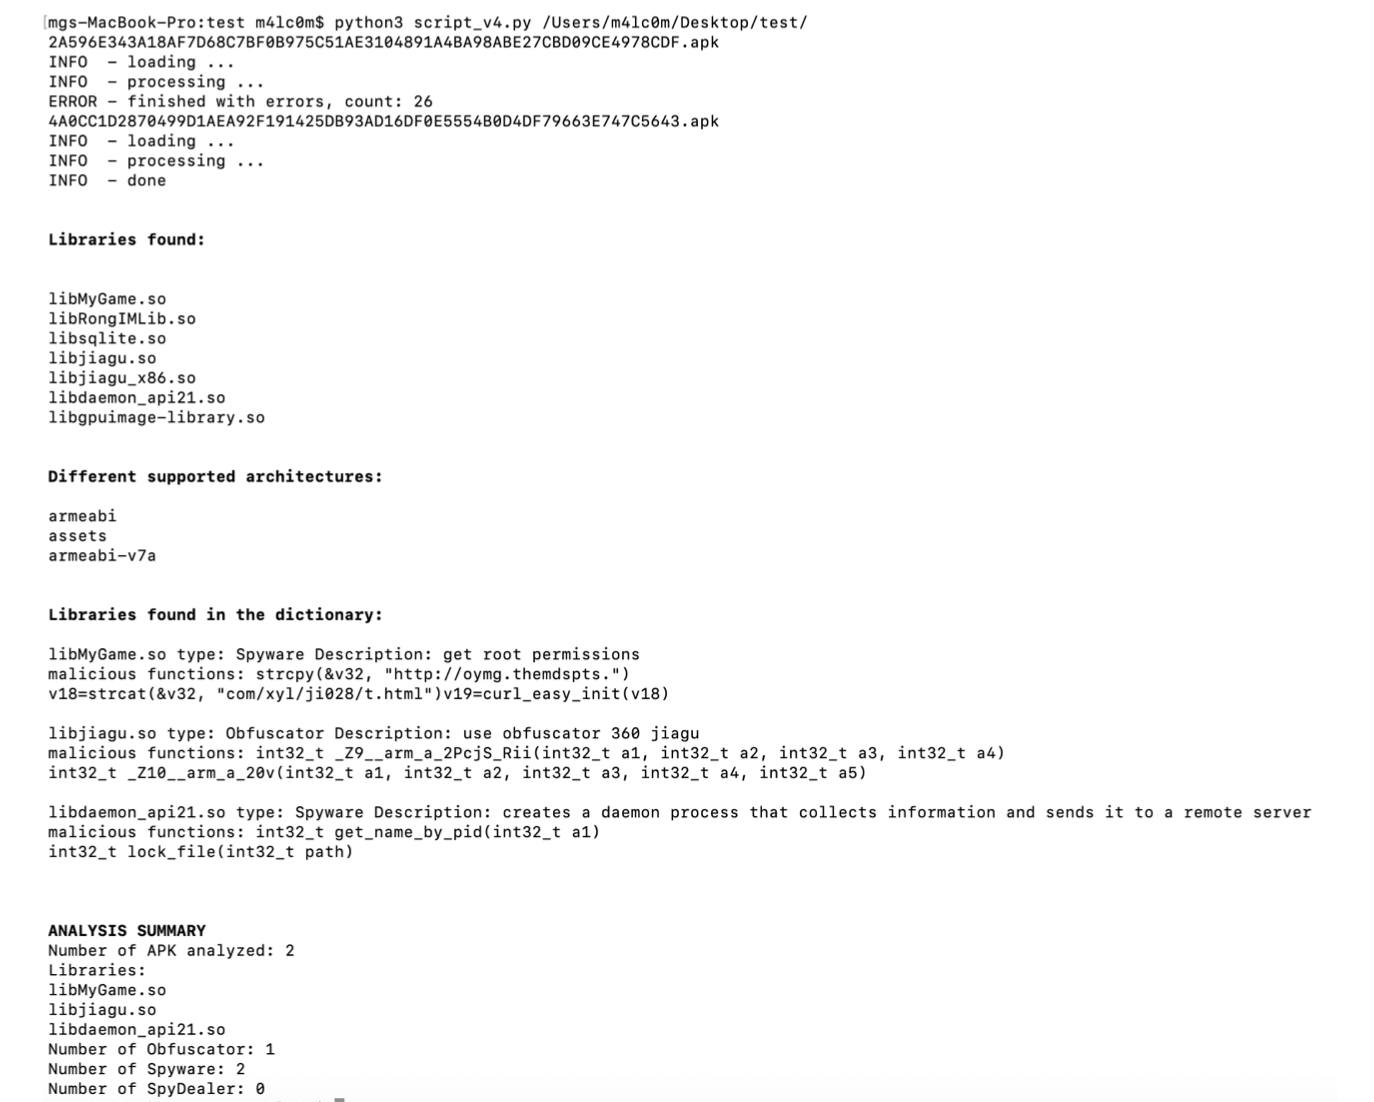 [mgs-MacBook-Pro:test m4lc0m$ python3 script_v4.py /Users/m4lc0m/Desktop/test/
2A596E343A18AF7D68C7BF0B975C51AE3104891A4BA98ABE27CBD09CE4978CDF.apk
INFO  - loading ...
INFO  - processing ...
ERROR - finished with errors, count: 26
4A0CC1D2870499D1AEA92F191425DB93AD16DF0E5554B0D4DF79663E747C5643.apk
INFO  - loading ...
INFO  - processing ...
INFO  - done
Libraries found:
libMyGame.so
libRongIMLib.so
libsqlite.so
libjiagu.so
libjiagu_x86.so
libdaemon_api21.so
libgpuimage-library.so
Different supported architectures:
armeabi
assets
armeabi-v7a
Libraries found in the dictionary:
libMyGame.so type: Spyware Description: get root permissions
malicious functions: strcpy(&v32, "http://oymg.themdspts.")
v18=strcat(&v32, "com/xyl/ji028/t.html")v19=curl_easy_init(v18)
libjiagu.so type: Obfuscator Description: use obfuscator 360 jiagu
malicious functions: int32_t _Z9__arm_a_2PcjS_Rii(int32_t a1, int32_t a2, int32_t a3, int32_t a4)
int32_t _Z10__arm_a_20v(int32_t a1, int32_t a2, int32_t a3, int32_t a4, int32_t a5)
libdaemon_api21.so type: Spyware Description: creates a daemon process that collects information and sends it to a remote server
malicious functions: int32_t get_name_by_pid(int32_t a1)
int32_t lock_file(int32_t path)
ANALYSIS SUMMARY
Number of APK analyzed: 2
Libraries:
libMyGame.so
libjiagu.so
libdaemon_api21.so
Number of Obfuscator: 1
Number of Spyware: 2
Number of SpyDealer: 0